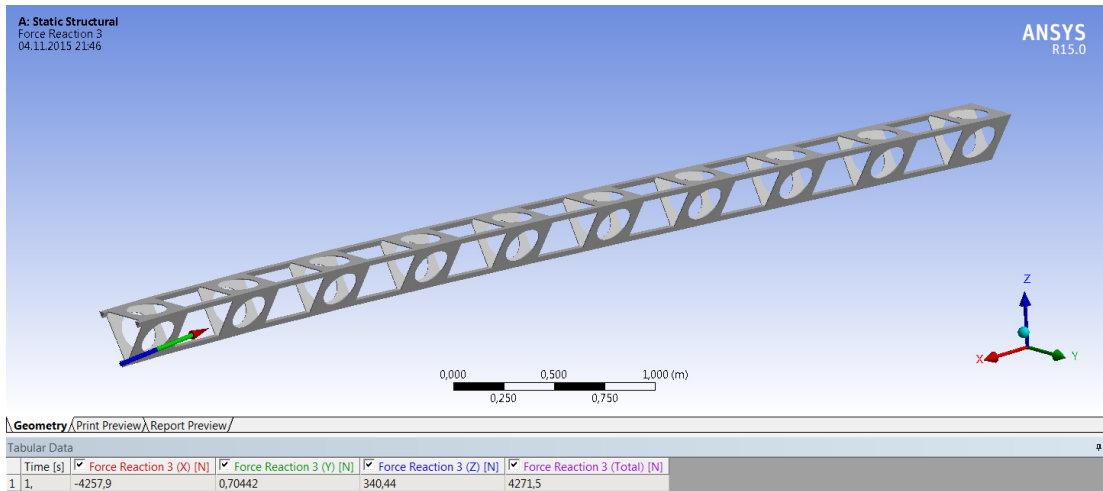 A: Static Structural
Force Reaction 3
04.11.2015 21:46
ANSYS
R15.0
Z
X
Y
0,000 0,500 1,000 (m)
0,250 0,750
Geometry Print Preview Report Preview
Tabular Data
Time [s] Force Reaction 3 (X) [N] Force Reaction 3 (Y) [N] Force Reaction 3 (Z) [N] Force Reaction 3 (Total) [N]
1 1, -4257,9 0,70442 340,44 4271,5